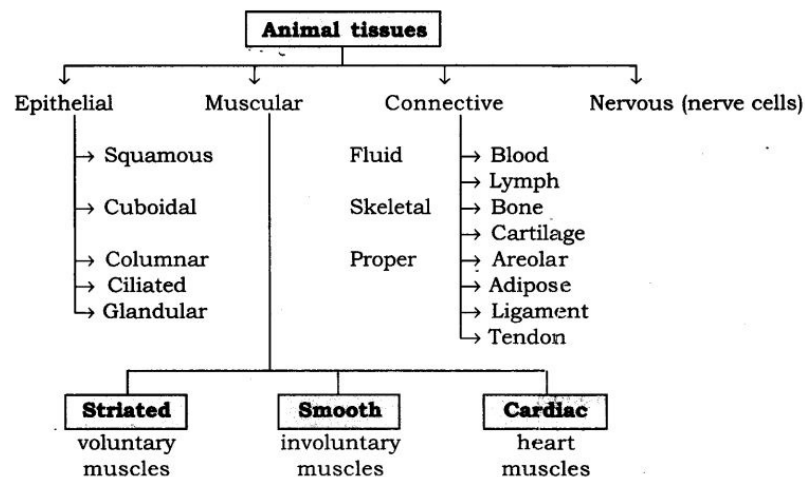 Animal tissues
Epithelial Muscular Connective Nervous (nerve cells)
Squamous Fluid Blood
Lymph
Cuboidal Skeletal Bone
Cartilage
Columnar Proper Areolar
Ciliated Adipose
Glandular Ligament
Tendon
Striated Smooth Cardiac
voluntary involuntary heart
muscles muscles muscles